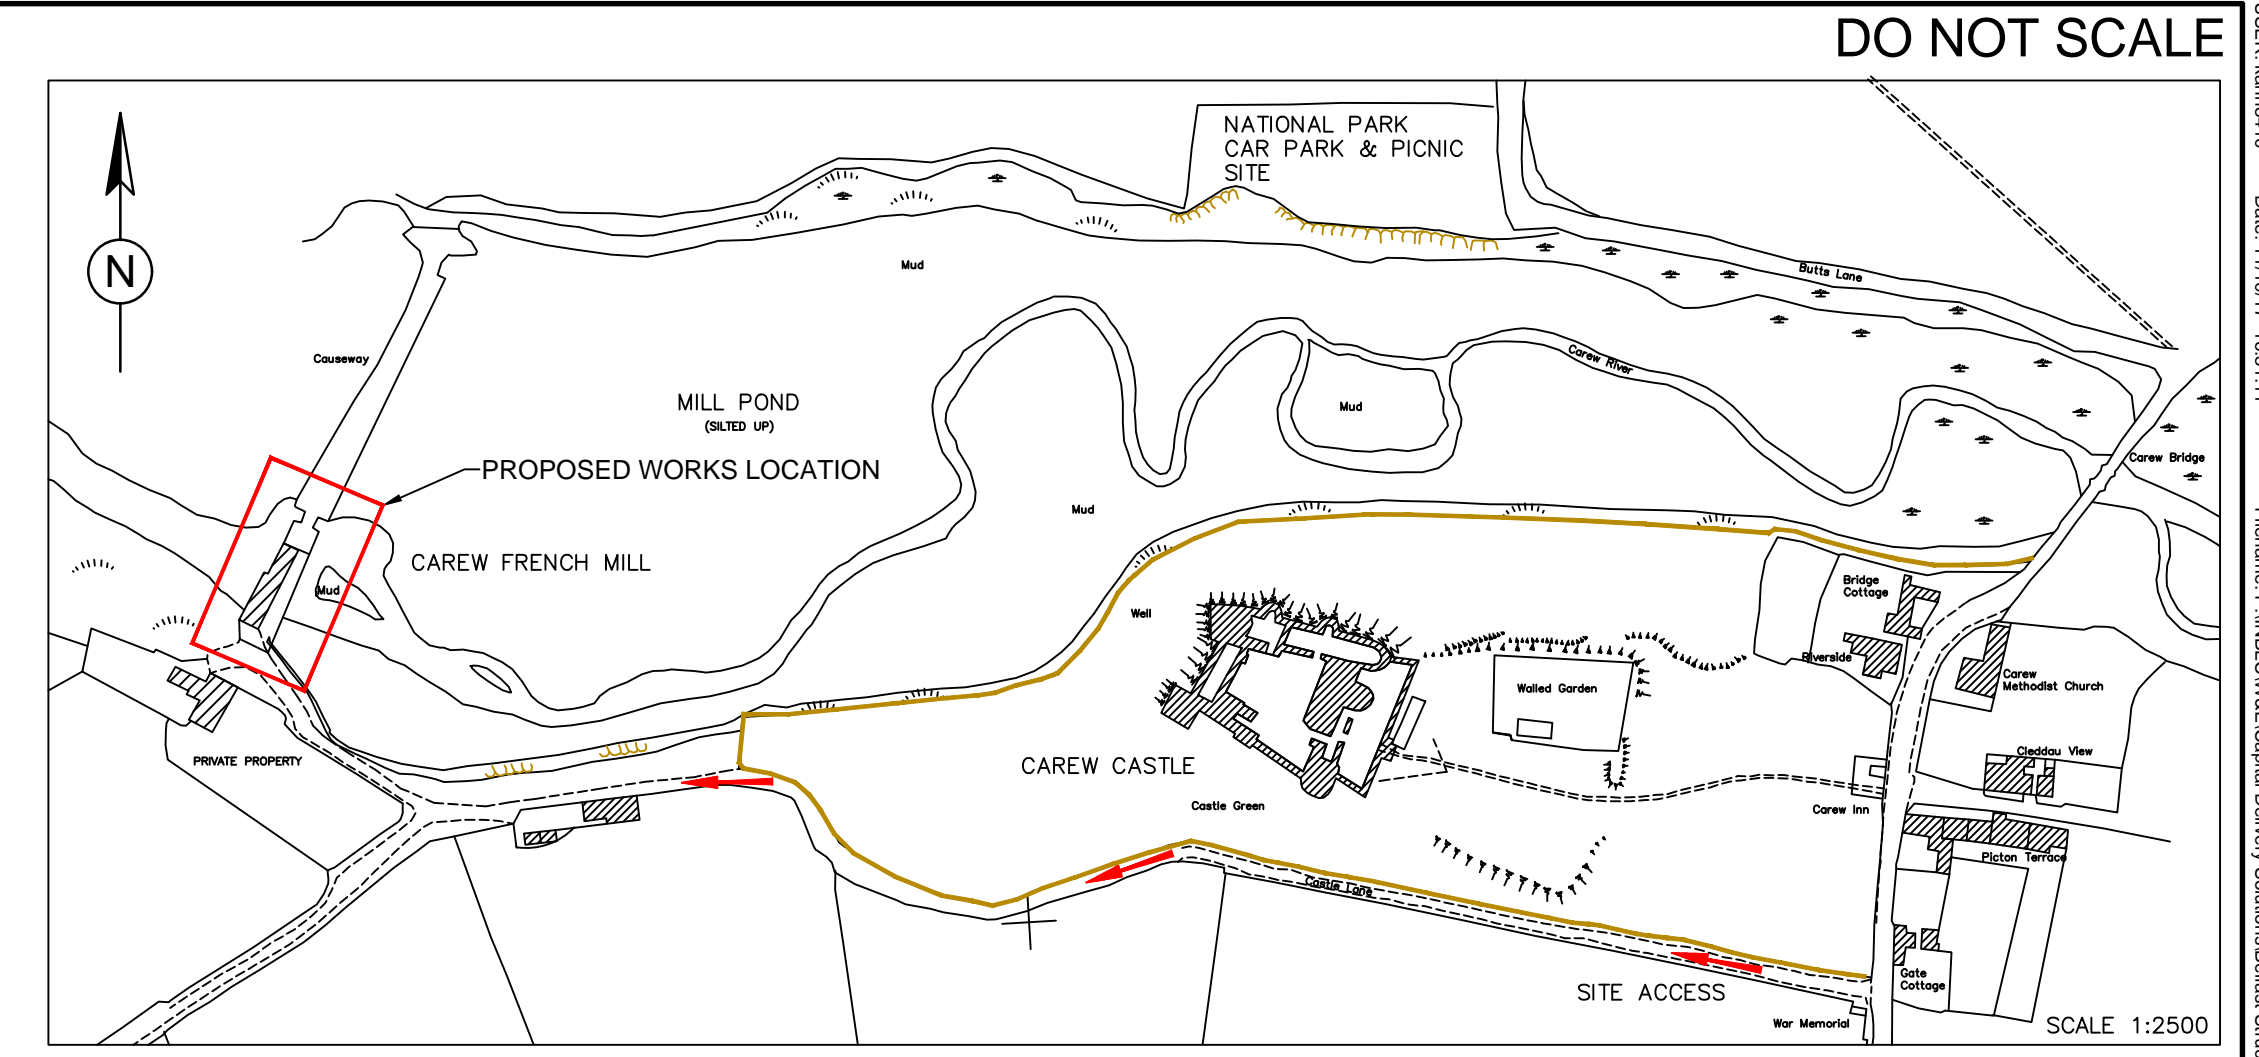 DO NOT SCALE
NATIONAL PARK
CAR PARK & PICNIC
SITE
N
Mud
Butts Lane
Causeway
Carew River
MILL POND
(SILTED UP)
Mud
Carew Bridge
PROPOSED WORKS LOCATION
Mud
CAREW FRENCH MILL
Mud
Well
Bridge
Cottage
Riverside
Carew
Methodist Church
Walled Garden
PRIVATE PROPERTY
CAREW CASTLE
Cleddau View
Castle Green
Carew Inn
Picton Terrace
Castle Lane
Gate
Cottage
SITE ACCESS
War Memorial
SCALE 1:2500